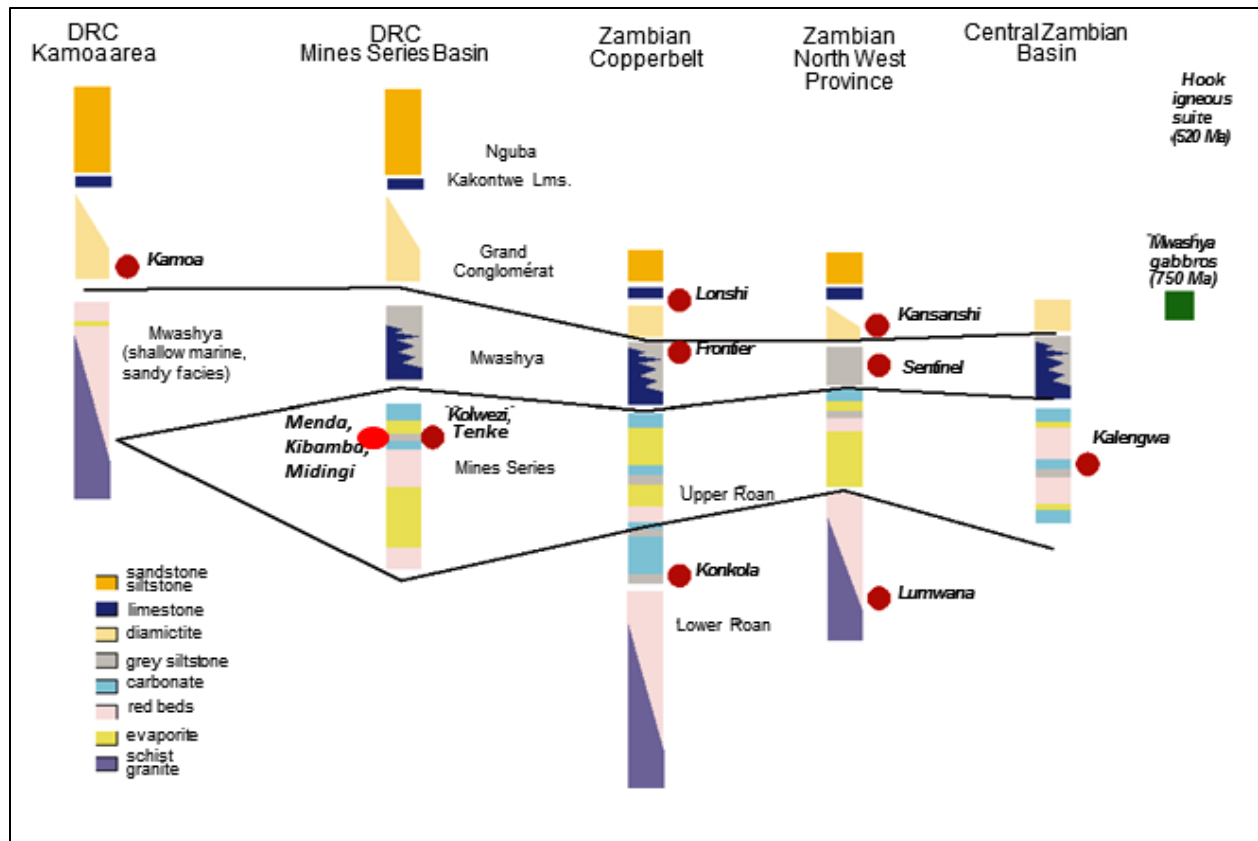 DRC
Kamoa area
DRC
Mines Series Basin
Zambian
Copperbelt
Zambian
North West
Province
Central Zambian
Basin
Hook
igneous
suite
(520 Ma)
Nguba
Kakontwe Lms.
Kamoa
Grand
Conglomérat
"Mwashya
gabbros
(750 Ma)
Lonshi
Kansanshi
Mwashya
(shallow marine,
sandy facies)
Mwashya
Frontier
Sentinel
Menda,
Kibamba,
Midingi
Kolwezi,
Tenke
Mines Series
Kalengwa
Upper Roan
Konkola
Lumwana
Lower Roan
sandstone
siltstone
limestone
diamictite
grey siltstone
carbonate
red beds
evaporite
schist
granite